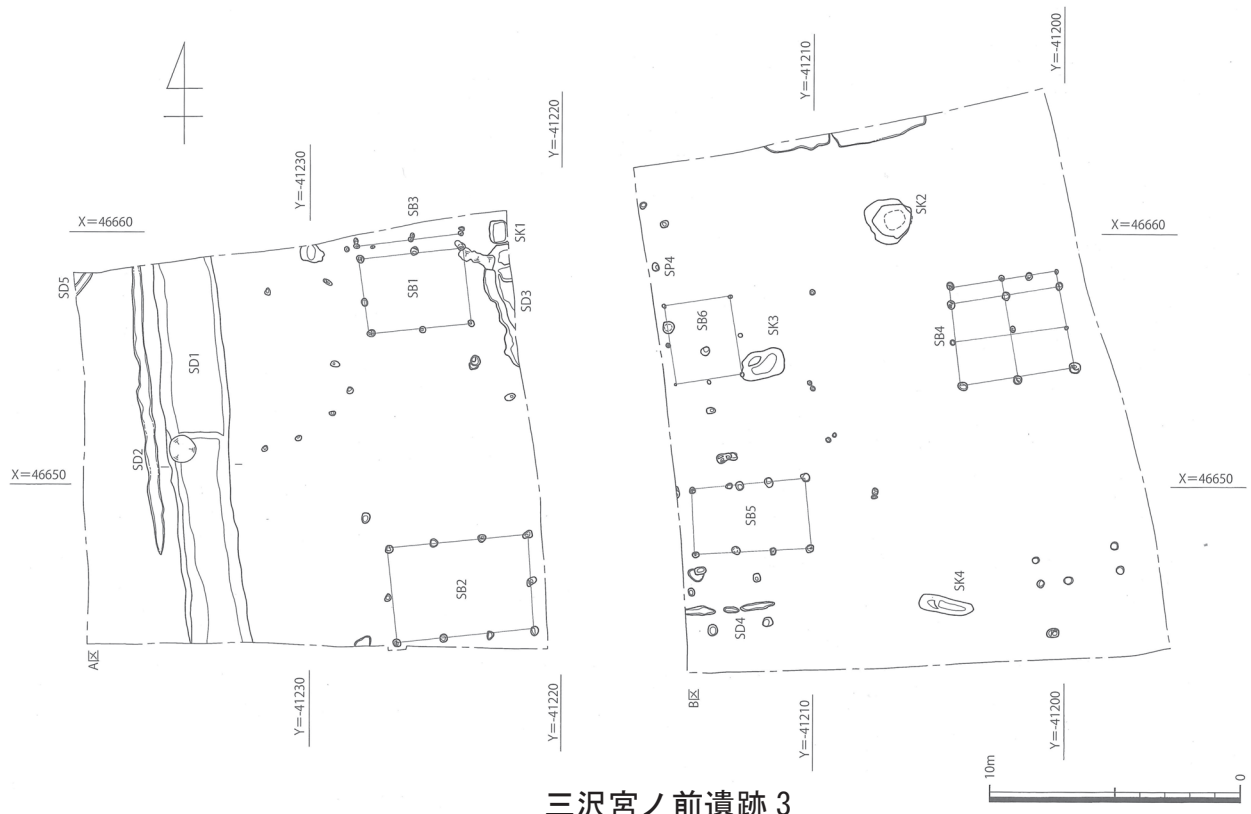 Y=-41200
Y=-41210
Y=-41220
Y=-41230
X=46660
X=46660
SB3
SK1
SK2
SD5
SB1
SD3
SP4
SB6
SK3
SB4
SD1
SD2
X=46650
X=46650
SB5
SB2
SK4
SD4
A区
B区
Y=-41230
Y=-41220
Y=-41210
Y=-41200
10m
0
三沢宮ノ前遺跡3